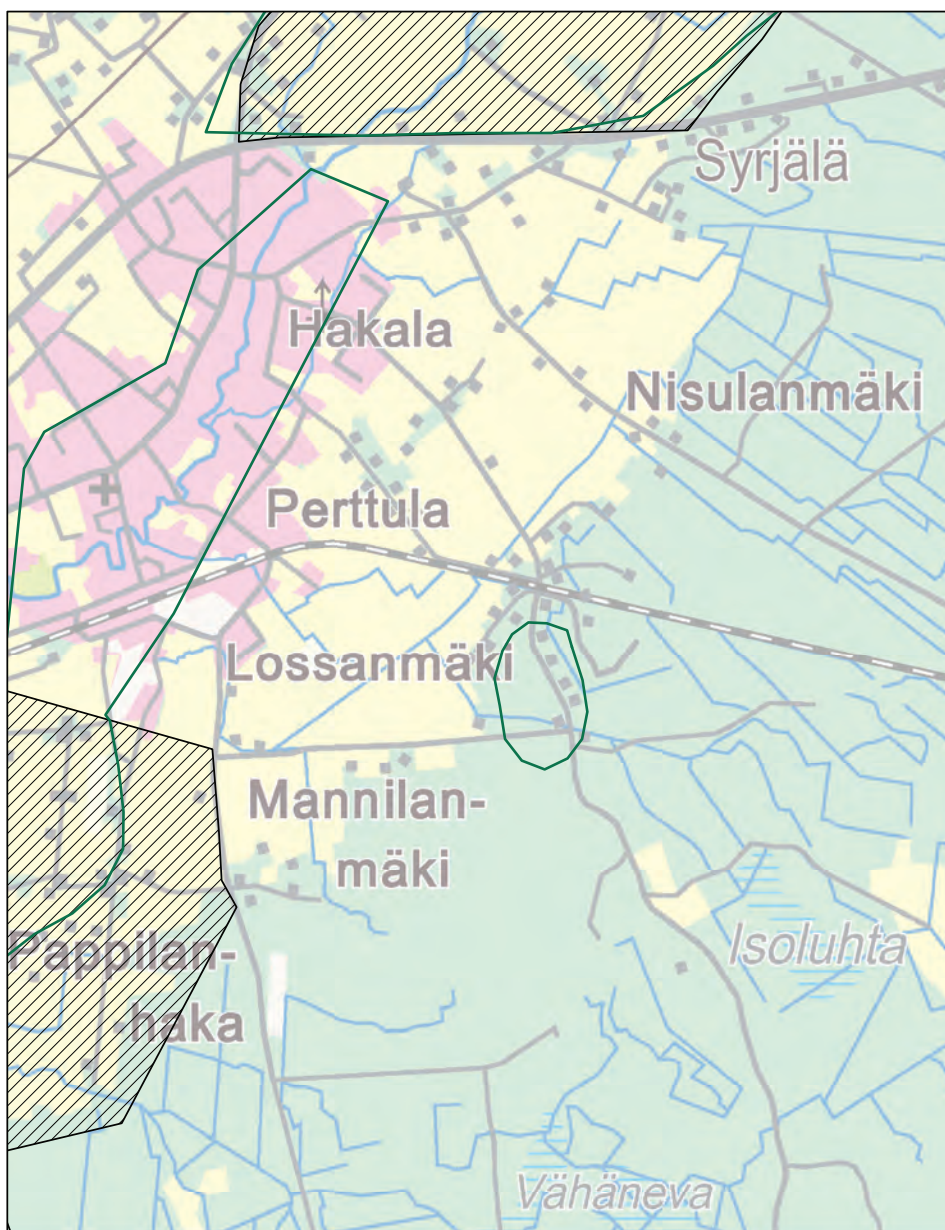 Syrjälä
Hakala
Nisulanmäki
Perttula
Lossanmäki
Mannilan-
mäki
Pappilan-
haka
Isoluhta
Vähäneva